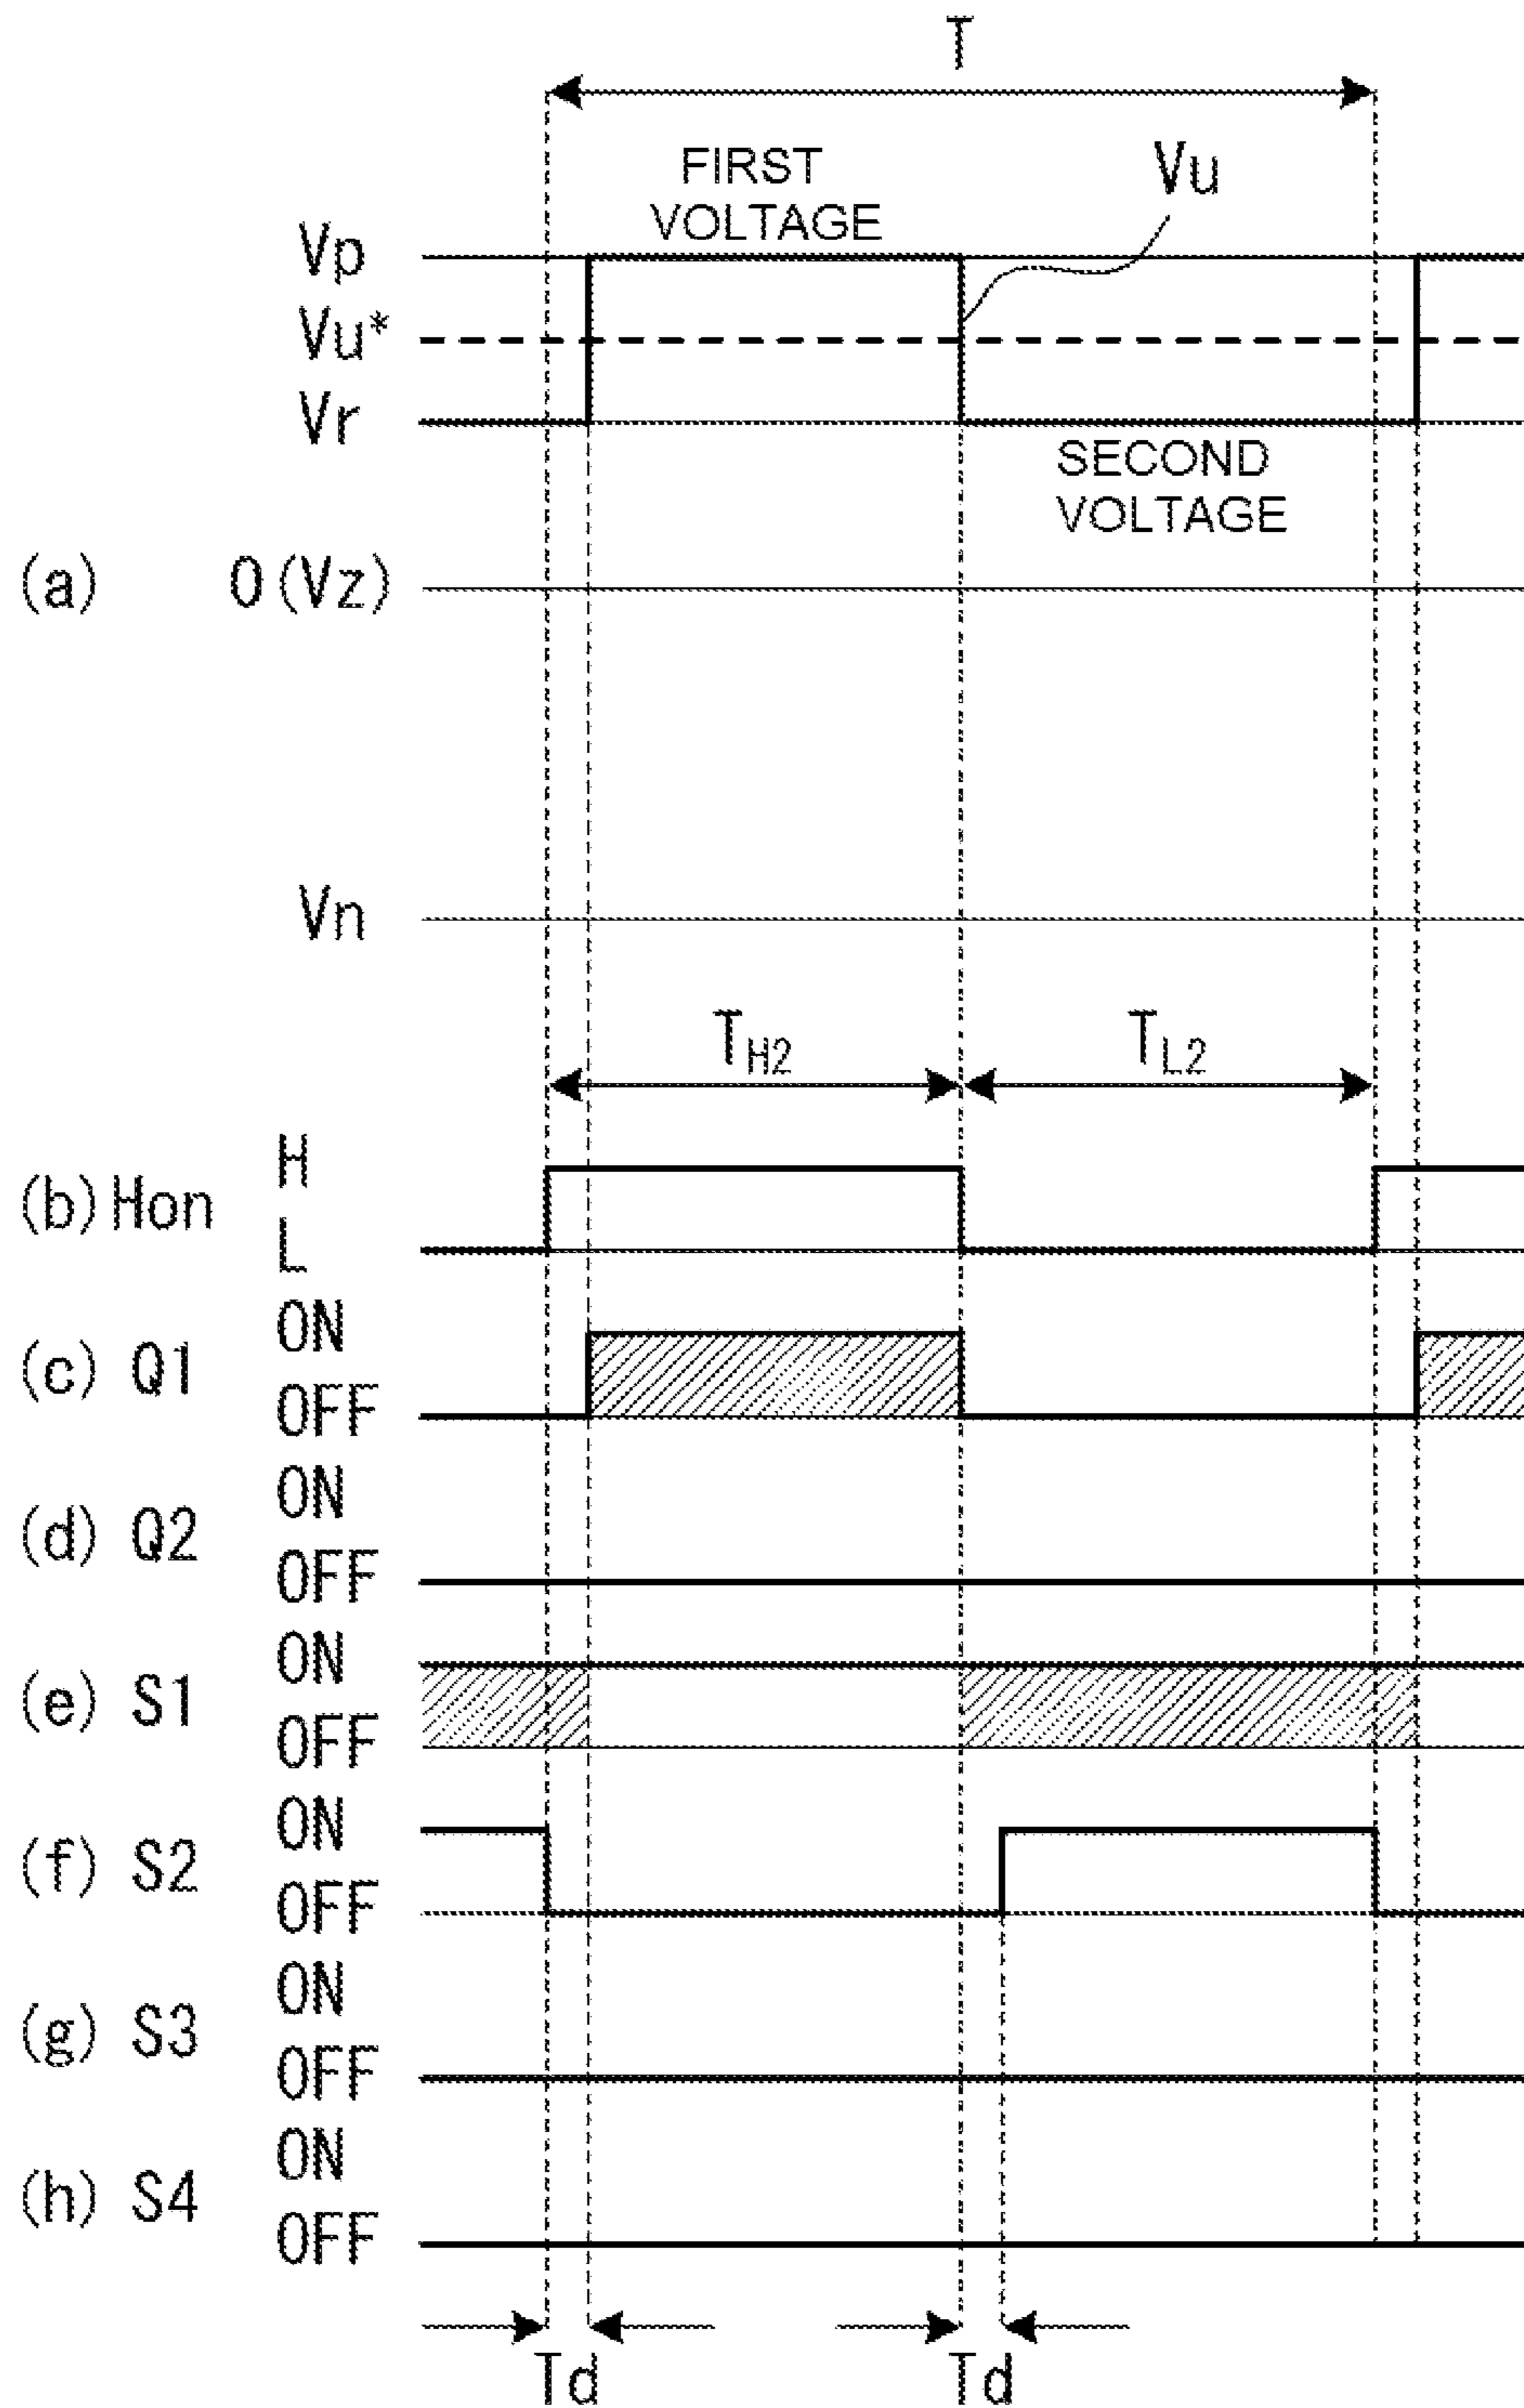 T
FIRST
VOLTAGE
Vu
Vp
Vu*
Vr
SECOND
VOLTAGE
(a) 0(Vz)
Vn
TH2 TL2
H
(b) Hon
L
ON
(c) Q1
OFF
ON
(d) Q2
OFF
ON
(e) S1
OFF
ON
(f) S2
OFF
ON
(g) S3
OFF
ON
(h) S4
OFF
Td Td